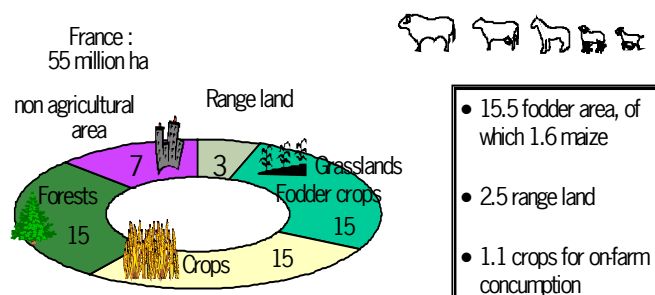 France :
55 million ha
non agricultural
area
Range land
7
3
Grasslands
Fodder crops
15
Forests
15
Crops
15
• 15.5 fodder area, of
which 1.6 maize
• 2.5 range land
• 1.1 crops for on-farm
concumption